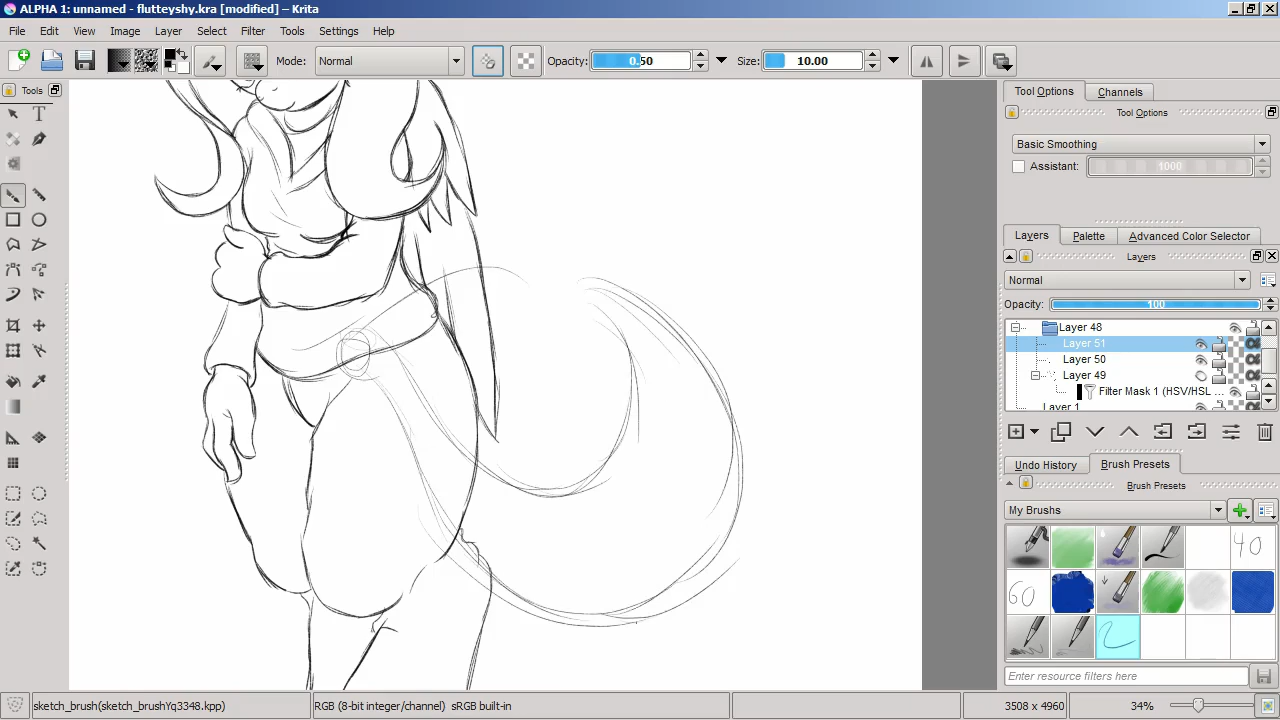 ALPHA 1: unnamed - flutteyshy.kra [modified] - Krita
File Edit View Image Layer Select Filter Tools Settings Help
Mode: Normal Opacity: 0.50 Size: 10.00
Tools
Tool Options Channels
Tool Options
Basic Smoothing
Assistant: 1000
Layers Palette Advanced Color Selector
Layers
Normal
Opacity: 100
Layer 48
Layer 51
Layer 50
Layer 49
Filter Mask 1 (HSV/HSL ...
Layer 1
Undo History Brush Presets
Brush Presets
My Brushes
40
60
Enter resource filters here
sketch_brush(sketch_brushYq3348.kpp) RGB (8-bit integer/channel) sRGB built-in 3508 x 4960 34%